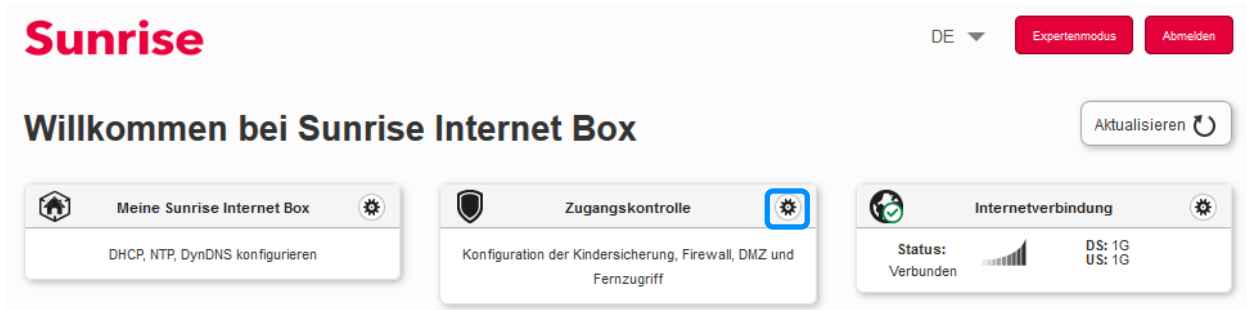 Sunrise
DE
Expertenmodus
Abmelden
Willkommen bei Sunrise Internet Box
Aktualisieren
Meine Sunrise Internet Box
DHCP, NTP, DynDNS konfigurieren
Zugangskontrolle
Konfiguration der Kindersicherung, Firewall, DMZ und
Fernzugriff
Internetverbindung
Status:
Verbunden
DS: 1G
US: 1G